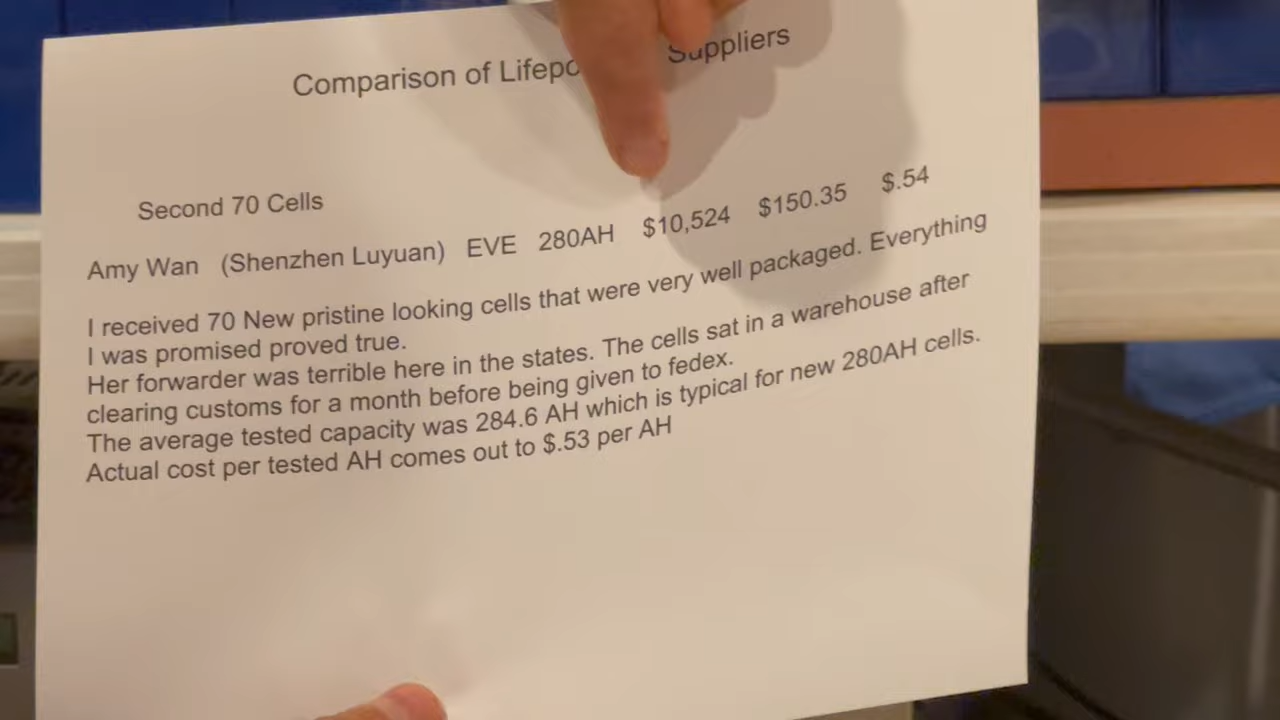 Comparison of Lifepo Suppliers
Second 70 Cells
Amy Wan (Shenzhen Luyuan) EVE 280AH $10,524 $150.35 $.54
I received 70 New pristine looking cells that were very well packaged. Everything
I was promised proved true.
Her forwarder was terrible here in the states. The cells sat in a warehouse after
clearing customs for a month before being given to fedex.
The average tested capacity was 284.6 AH which is typical for new 280AH cells.
Actual cost per tested AH comes out to $.53 per AH